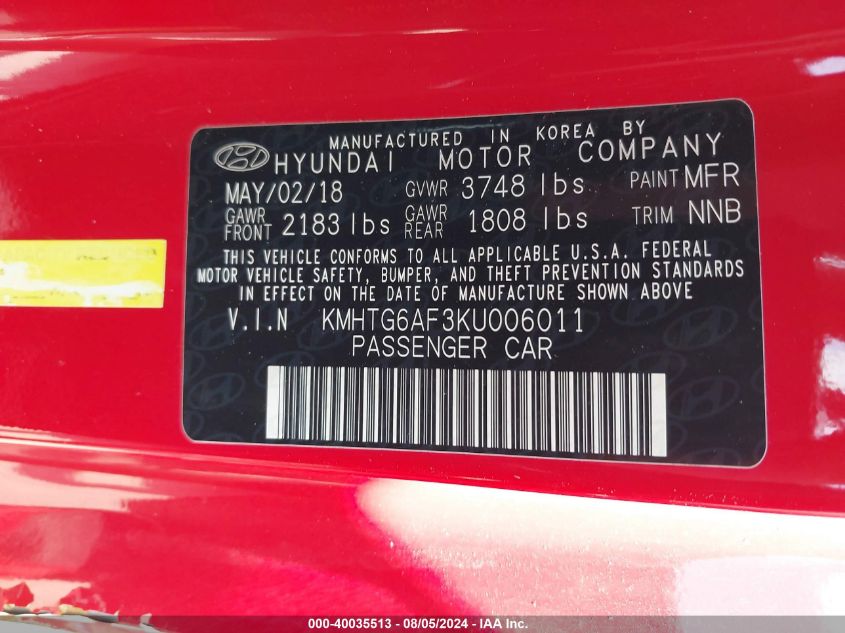 MANUFACTURED IN KOREA BY
HYUNDAI MOTOR COMPANY
MAY/02/18 GVWR 3748 lbs PAINT MFR
GAWR FRONT 2183 lbs GAWR REAR 1808 lbs TRIM NNB
THIS VEHICLE CONFORMS TO ALL APPLICABLE U.S.A. FEDERAL
MOTOR VEHICLE SAFETY, BUMPER, AND THEFT PREVENTION STANDARDS
IN EFFECT ON THE DATE OF MANUFACTURE SHOWN ABOVE
V.I.N KMHTG6AF3KU006011
PASSENGER CAR
000-40035513 - 08/05/2024 - IAA Inc.